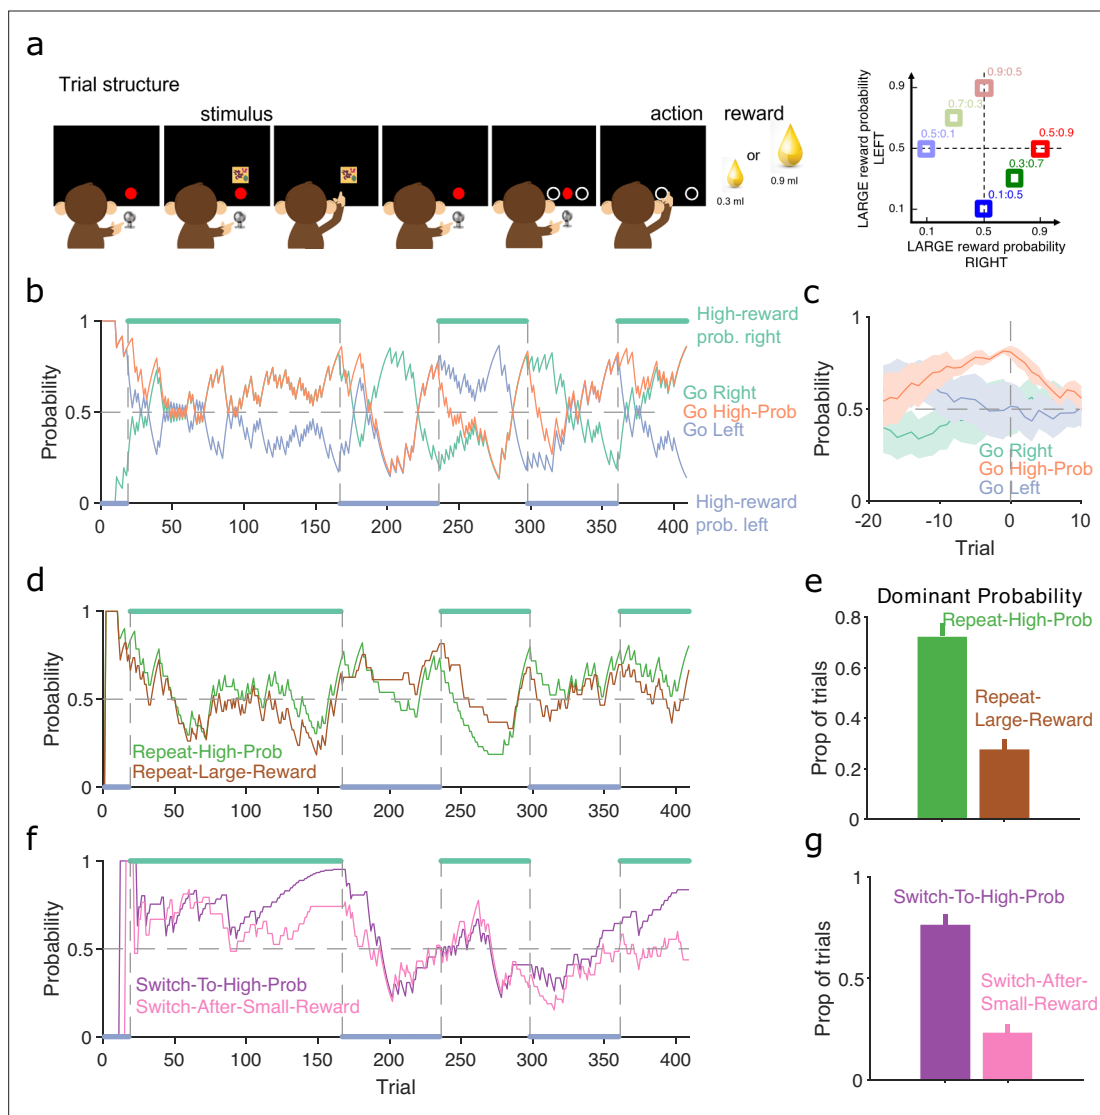 a
Trial structure
stimulus
action
reward
or
0.3 ml
0.9 ml
LARGE reward probability
LEFT
0.9
0.5
0.1
0.9:0.5
0.7:0.3
0.5:0.1
0.5:0.9
0.3:0.7
0.1:0.5
0.1
0.5
0.9
LARGE reward probability
RIGHT
b
Probability
1
0.5
0
High-reward
prob. right
Go Right
Go High-Prob
Go Left
High-reward
prob. left
0
50
100
150
200
250
300
350
400
c
Probability
1
0.5
0
Go Right
Go High-Prob
Go Left
-20
-10
0
10
Trial
d
Probability
1
0.5
0
Repeat-High-Prob
Repeat-Large-Reward
0
50
100
150
200
250
300
350
400
e
Dominant Probability
Prop of trials
0.8
0.6
0.4
0.2
0
Repeat-High-Prob
Repeat-
Large-Reward
f
Probability
1
0.5
0
Switch-To-High-Prob
Switch-After-Small-Reward
0
50
100
150
200
250
300
350
400
Trial
g
Prop of trials
1
0.5
0
Switch-To-High-Prob
Switch-After-
Small-Reward